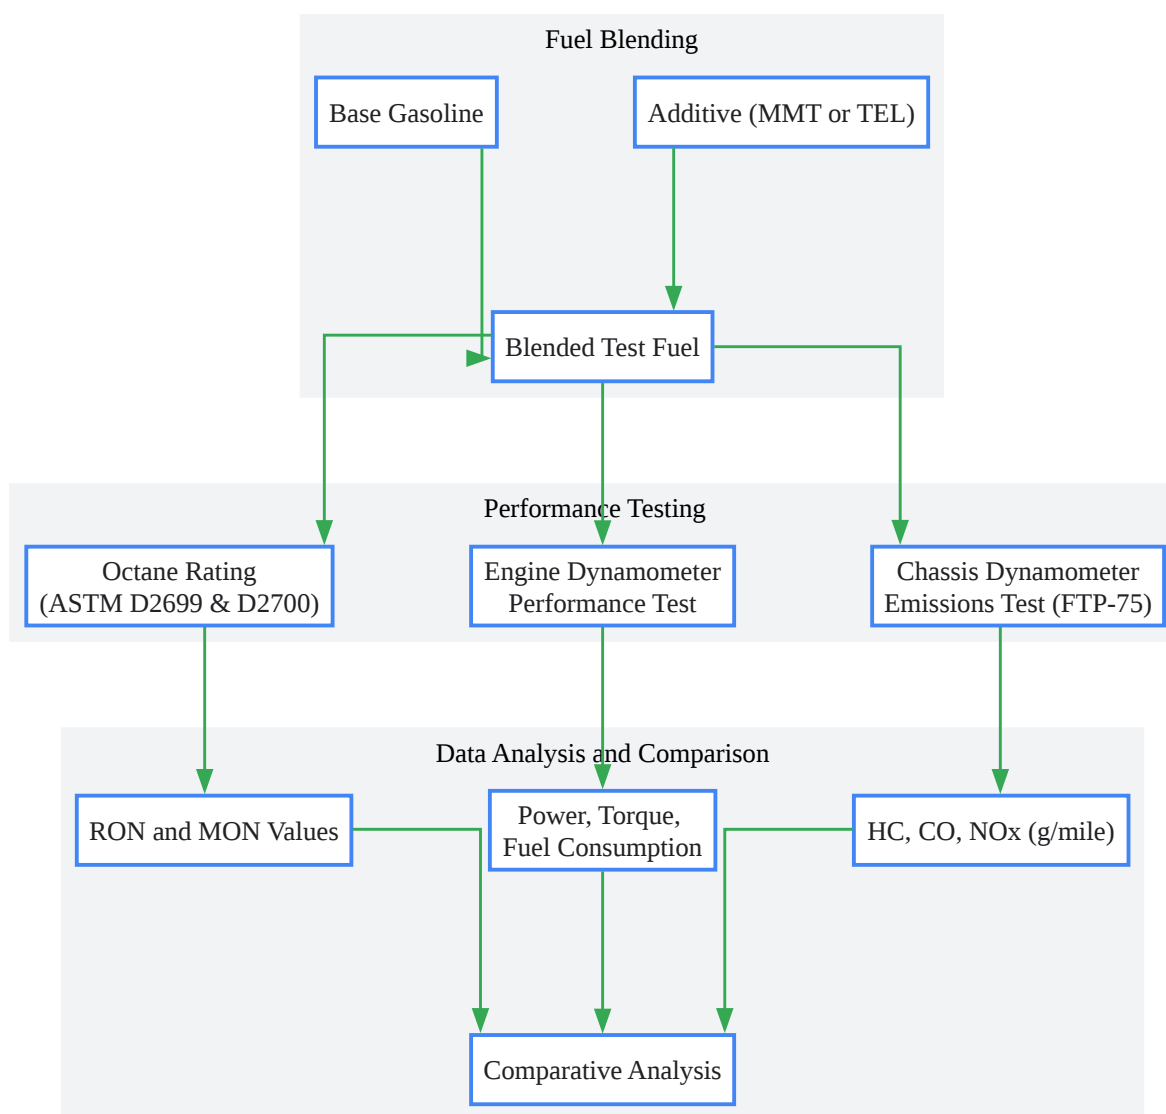 Fuel Blending
Base Gasoline
Additive (MMT or TEL)
Blended Test Fuel
Performance Testing
Octane Rating
(ASTM D2699 & D2700)
Engine Dynamometer
Performance Test
Chassis Dynamometer
Emissions Test (FTP-75)
Data Analysis and Comparison
RON and MON Values
Power, Torque,
Fuel Consumption
HC, CO, NOx (g/mile)
Comparative Analysis